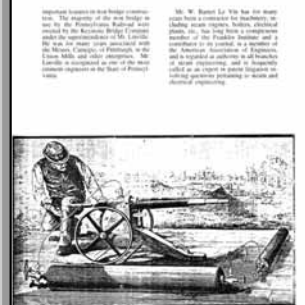 important features in iron bridge construc-
tion. The majority of the iron bridge in
use by the Pennsylvania Railroad were
erected by the Keystone Bridge Company
under the superintendence of Mr. Linville.
He was for many years associated with
the Messrs. Carnegie, of Pittsburgh, in the
Union Mills and other enterprises. Mr.
Linville is recognized as one of the most
eminent engineers in the State of Pennsyl-
vania.
Mr. W. Barnet Le Van has for many
years been a contractor for machinery, in-
cluding steam engines, boilers, electrical
plants, etc., has long been a conspicuous
member of the Franklin Institute and a
contributor to its journal, is a member of
the American Association of Engineers,
and is regarded as authority in all branches
of steam engineering, and is frequently
called as an expert in patent litigation in-
volving questions pertaining to steam and
electrical engineering.